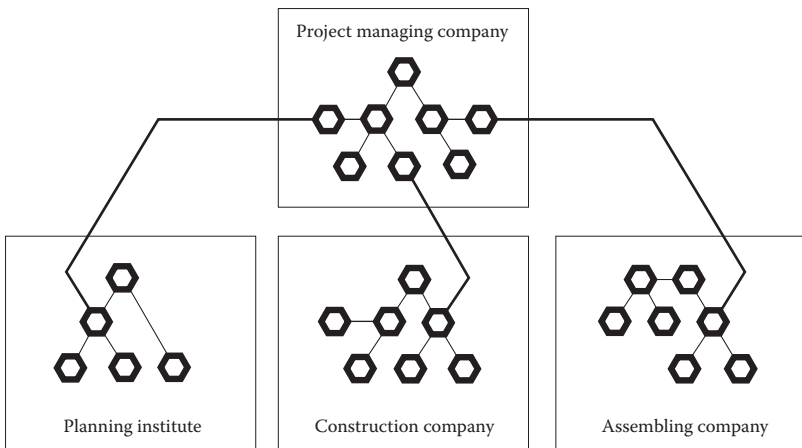 Project managing company
Planning institute
Construction company
Assembling company